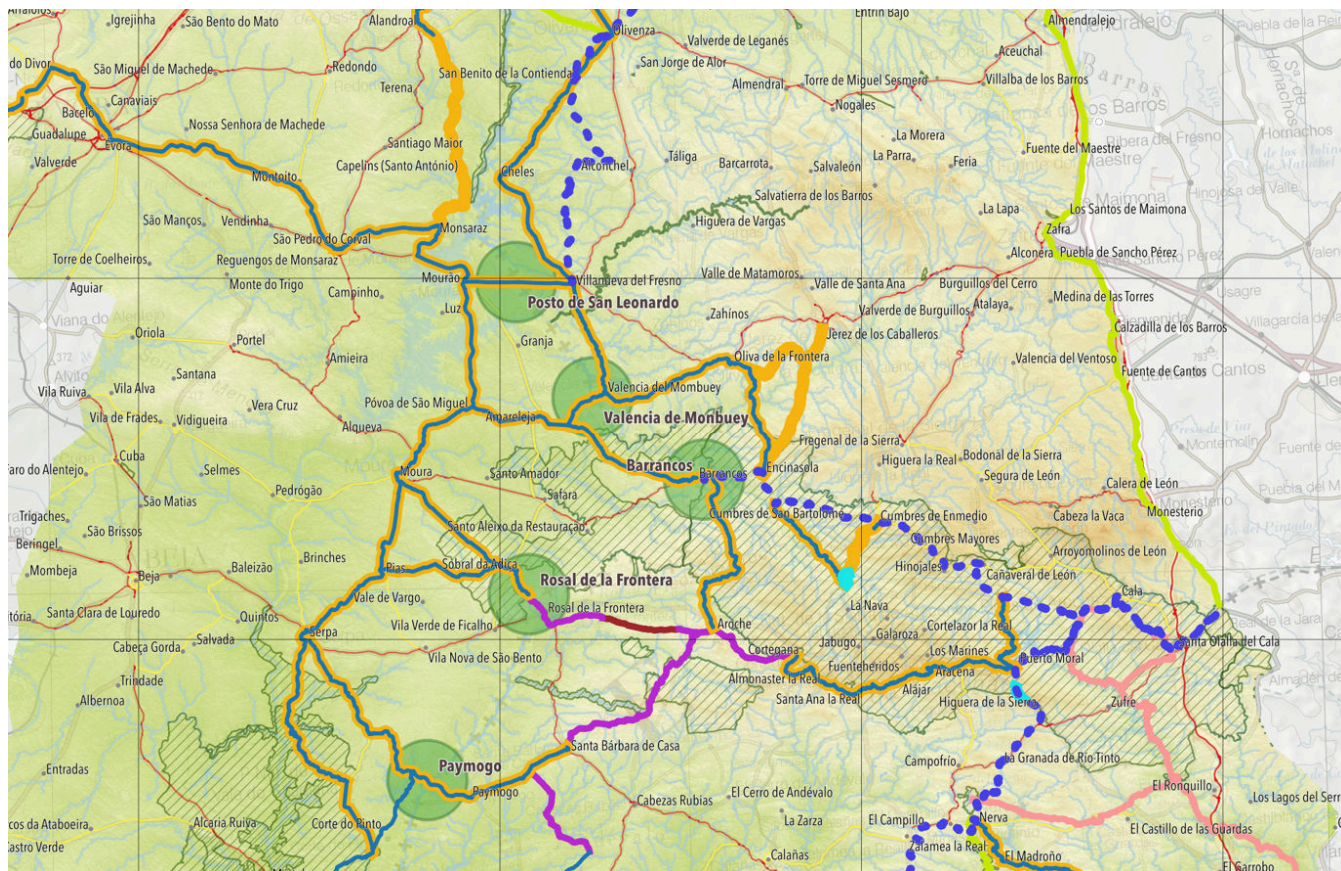 Igrejinha
São Bento do Mato
Alandroal
Entrin Bajo
Almendralejo
Olivenza
Valverde de Leganés
Aceuchal
do Divor
São Miguel de Machede
Redondo
San Benito de la Contienda
San Jorge de Alor
Almendral
Torre de Miguel Sesmero
Villalba de los Barros
Canaviais
Terena
Nogales
Bacelo
Guadalupe
Nossa Senhora de Machede
Ribera del Fresno
Hornachos
Évora
Santiago Maior
La Morera
Fuente del Maestre
Valverde
Capelins (Santo António)
Cheles
Alconchel
Táliga
Barcarrota
Salvaleón
La Parra
Feria
Montoito
Salvatierra de los Barros
Hinojosa del Valle
São Manços
Vendinha
Monsaraz
Higuera de Vargas
La Lapa
Los Santos de Maimona
São Pedro do Corval
Zafra
Torre de Coelheiros
Reguengos de Monsaraz
Alconera
Puebla de Sancho Pérez
Monte do Trigo
Mourão
Villanueva del Fresno
Valle de Matamoros
Valle de Santa Ana
Burguillos del Cerro
Aguiar
Campinho
Posto de San Leonardo
Medina de las Torres
Usagre
Luz
Zahínos
Valverde de Burguillos
Atalaya
Viana do Alentejo
Oriola
Portel
Granja
Jerez de los Caballeros
Calzadilla de los Barros
Amieira
Oliva de la Frontera
Valencia del Ventoso
Alvito
Santana
Fuente de Cantos
Vila Ruiva
Vila Alva
Valencia del Mombuey
Vera Cruz
Póvoa de São Miguel
Vila de Frades
Vidigueira
Alqueva
Amareleja
Valencia de Monbuey
Fregenal de la Sierra
Montemolín
Cuba
Higuera la Real
Bodonal de la Sierra
Faro do Alentejo
Selmes
Moura
Santo Amador
Barrancos
Barrancos
Encinasola
Segura de León
Pedrógão
Safara
Calera de León
São Matias
Monesterio
Trigaches
Cumbres de San Bartolomé
Cumbres de Enmedio
Cabeza la Vaca
Monesterio
São Brissos
Santo Aleixo da Restauração
Cumbres Mayores
Beringel
BEJA
Brinches
Arroyomolinos de León
Mombeja
Beja
Baleizão
Pias
Sobral da Adiça
Rosal de la Frontera
Hinojales
Cañaveral de León
Santa Clara de Louredo
Quintos
Vale de Vargo
Rosal de la Frontera
La Nava
Cala
Real de la Jara
Salvada
Serpa
Vila Verde de Ficalho
Aroche
Jabugo
Galaroza
Cortelazor la Real
Santa Olalla del Cala
Cabeça Gorda
Vila Nova de São Bento
Cortegana
Fuenteheridos
Los Marines
Puerto Moral
Trindade
Almonaster la Real
Aracena
Albernoa
Santa Ana la Real
Alájar
Higuera de la Sierra
Zufre
Santa Bárbara de Casa
Entradas
Paymogo
Campofrío
La Granada de Río-Tinto
Paymogo
Cabezas Rubias
El Cerro de Andévalo
El Ronquillo
Alcaria Ruiva
Corte do Pinto
La Zarza
El Campillo
Nerva
El Castillo de las Guardas
Castro Verde
Calañas
Zalamea la Real
El Madroño
El Garrobo